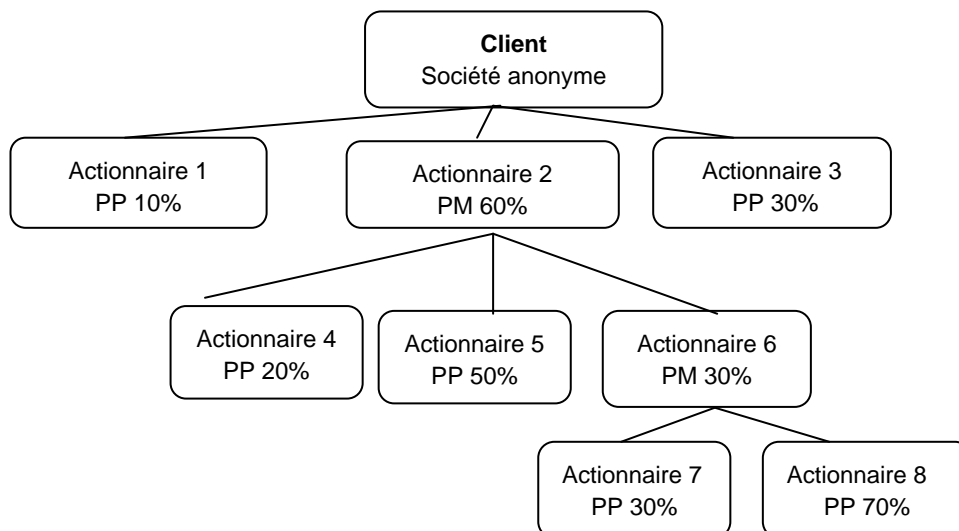 Client
Société anonyme
Actionnaire 1
PP 10%
Actionnaire 2
PM 60%
Actionnaire 3
PP 30%
Actionnaire 4
PP 20%
Actionnaire 5
PP 50%
Actionnaire 6
PM 30%
Actionnaire 7
PP 30%
Actionnaire 8
PP 70%